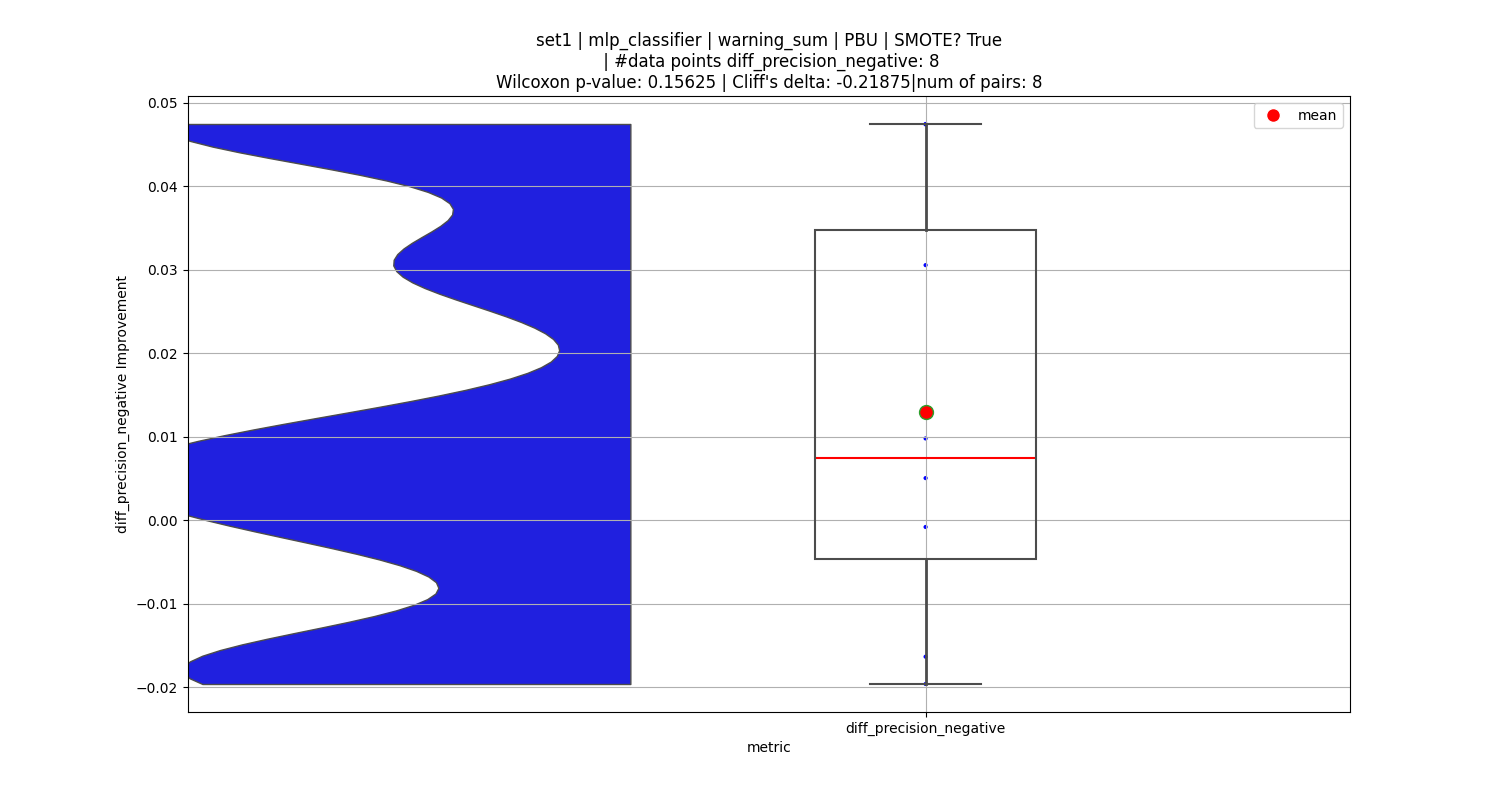 set1 | mlp_classifier | warning_sum | PBU | SMOTE? True
| #data points diff_precision_negative: 8
Wilcoxon p-value: 0.15625 | Cliff's delta: -0.21875|num of pairs: 8
mean
0.05
0.04
0.03
0.02
0.01
0.00
−0.01
−0.02
diff_precision_negative Improvement
diff_precision_negative
metric